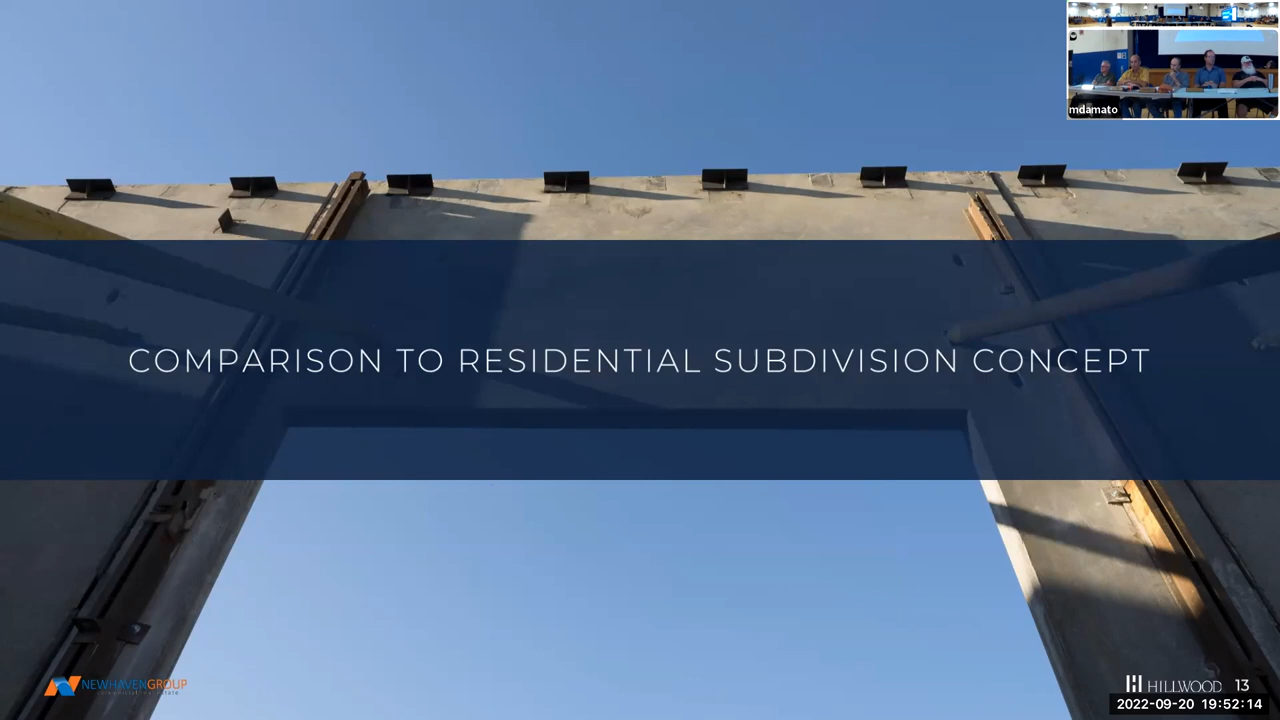 mdamato
COMPARISON TO RESIDENTIAL SUBDIVISION CONCEPT
NEWHAVENGROUP
HILLWOOD 13
2022-09-20 19:52:14